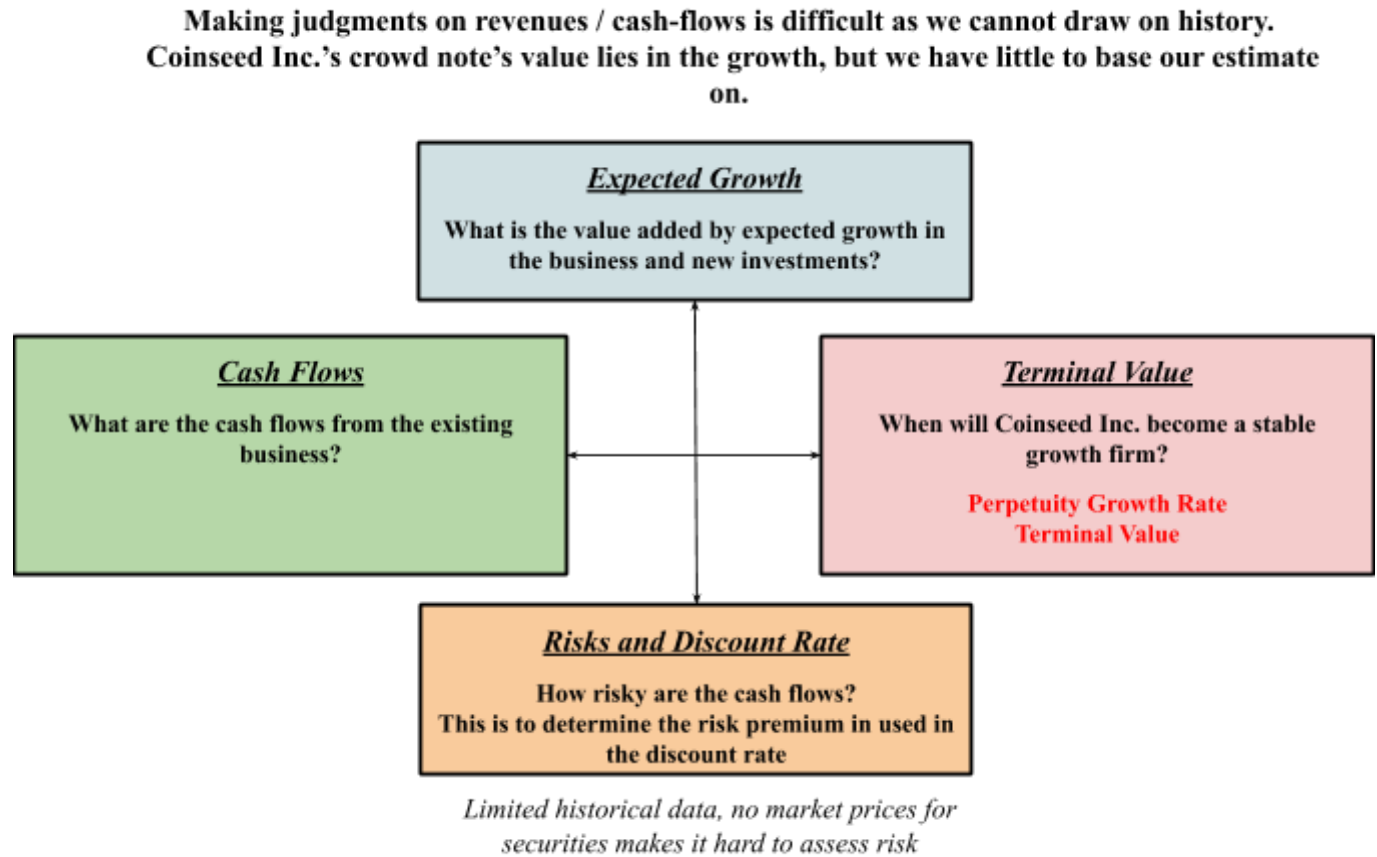 Making judgments on revenues / cash-flows is difficult as we cannot draw on history.
Coinseed Inc.'s crowd note's value lies in the growth, but we have little to base our estimate
on.
Expected Growth
What is the value added by expected growth in
the business and new investments?
Cash Flows
What are the cash flows from the existing
business?
Terminal Value
When will Coinseed Inc. become a stable
growth firm?
Perpetuity Growth Rate
Terminal Value
Risks and Discount Rate
How risky are the cash flows?
This is to determine the risk premium in used in
the discount rate
Limited historical data, no market prices for
securities makes it hard to assess risk